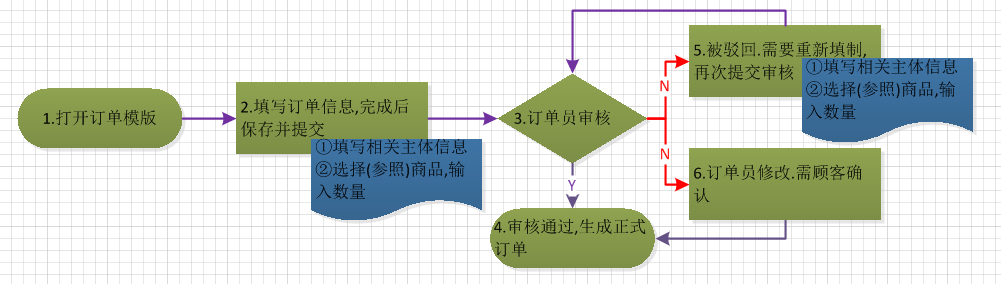 1.打开订单模版
2.填写订单信息,完成后
保存并提交
①填写相关主体信息
②选择(参照)商品,输
入数量
3.订单员审核
Y
4.审核通过,生成正式
订单
N
N
5.被驳回.需要重新填制,
再次提交审核
①填写相关主体信息
②选择(参照)商品,输
入数量
6.订单员修改.需顾客确
认